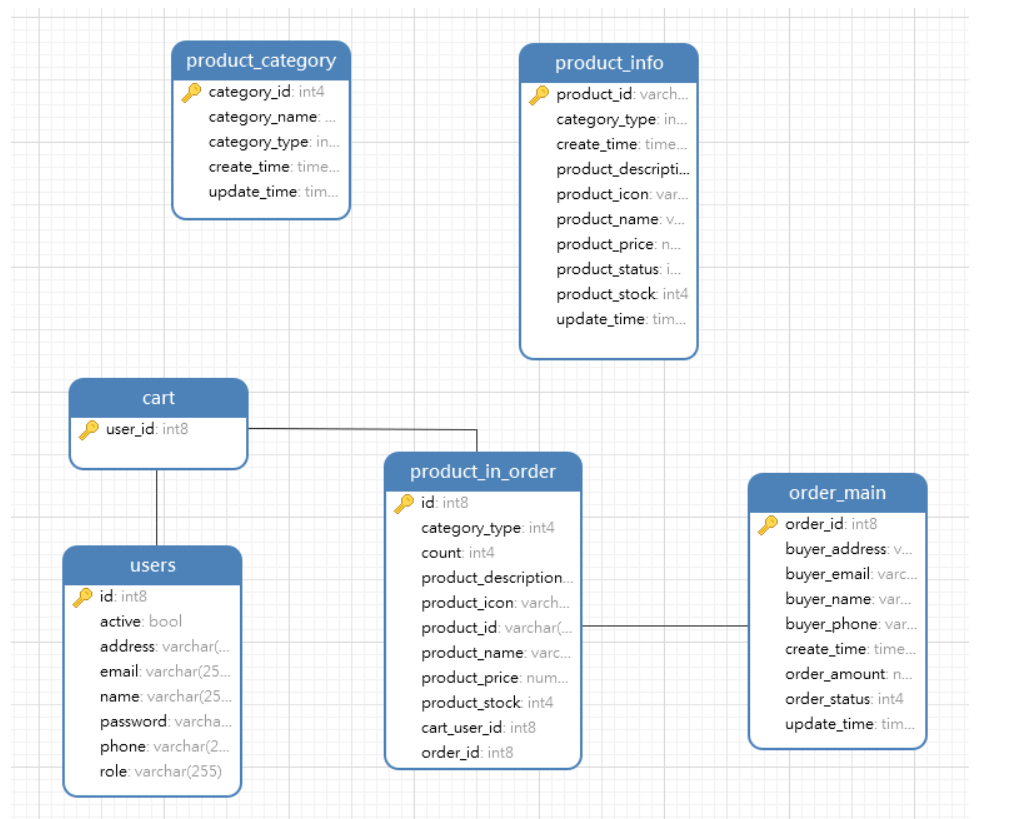 product_category
category_id: int4
category_name: ...
category_type: in...
create_time: time...
update_time: tim...
product_info
product_id: varch...
category_type: in...
create_time: time...
product_descripti...
product_icon: var...
product_name: v...
product_price: n...
product_status: i...
product_stock: int4
update_time: tim...
cart
user_id: int8
product_in_order
id: int8
category_type: int4
count: int4
product_description...
product_icon: varch...
product_id: varchar(...
product_name: varc...
product_price: num...
product_stock: int4
cart_user_id: int8
order_id: int8
order_main
order_id: int8
buyer_address: v...
buyer_email: varc...
buyer_name: var...
buyer_phone: var...
create_time: time...
order_amount: n...
order_status: int4
update_time: tim...
users
id: int8
active: bool
address: varchar(...
email: varchar(25...
name: varchar(25...
password: varcha...
phone: varchar(2...
role: varchar(255)